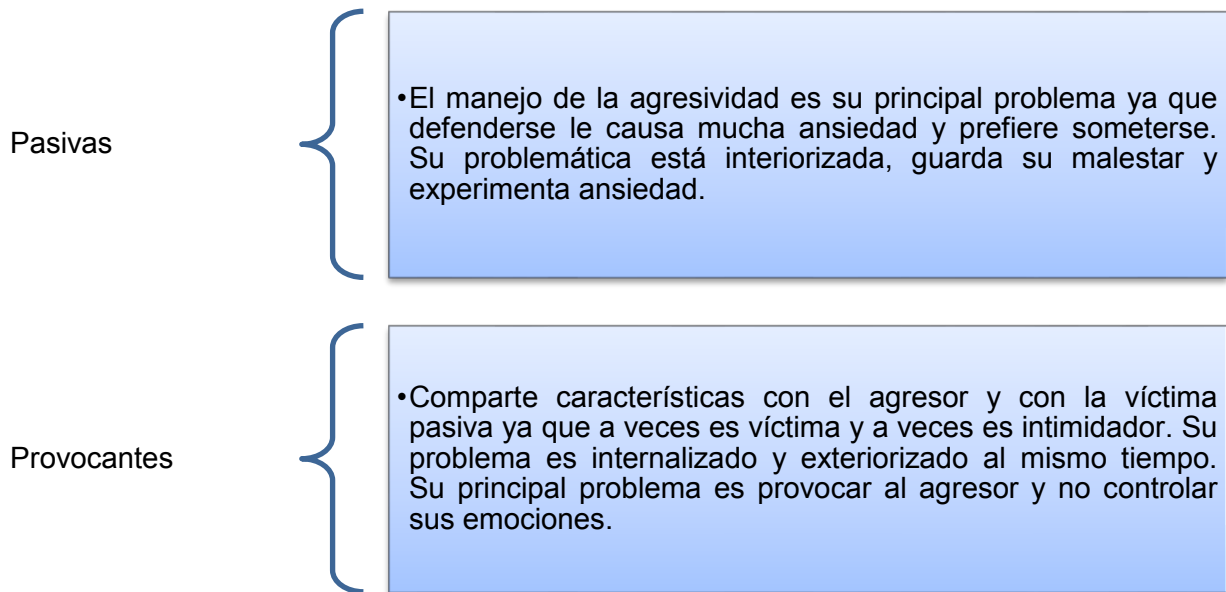 Pasivas
•El manejo de la agresividad es su principal problema ya que
defenderse le causa mucha ansiedad y prefiere someterse.
Su problemática está interiorizada, guarda su malestar y
experimenta ansiedad.
Provocantes
•Comparte características con el agresor y con la víctima
pasiva ya que a veces es víctima y a veces es intimidador. Su
problema es internalizado y exteriorizado al mismo tiempo.
Su principal problema es provocar al agresor y no controlar
sus emociones.